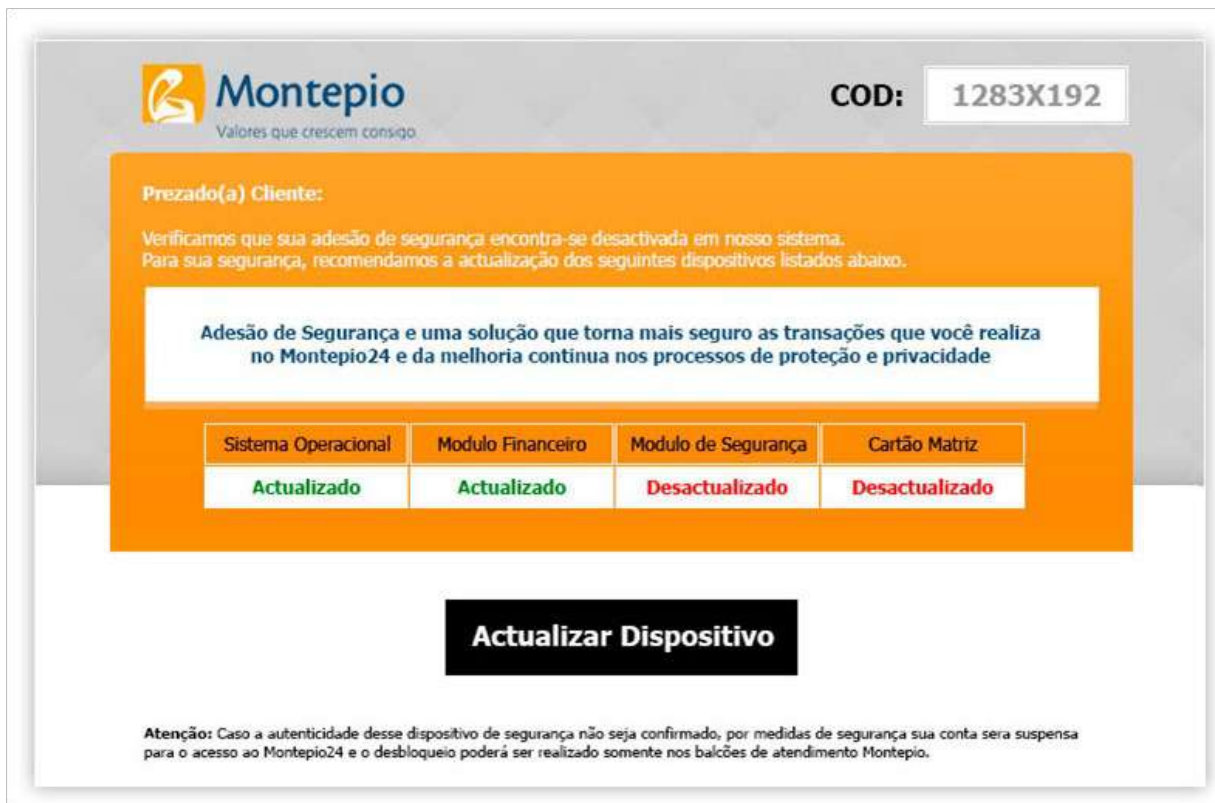 Montepio
Valores que crescem consigo
COD: 1283X192
Prezado(a) Cliente:
Verificamos que sua adesão de segurança encontra-se desactivada em nosso sistema.
Para sua segurança, recomendamos a actualização dos seguintes dispositivos listados abaixo.
Adesão de Segurança e uma solução que torna mais seguro as transações que você realiza
no Montepio24 e da melhoria continua nos processos de proteção e privacidade
Sistema Operacional Modulo Financeiro Modulo de Segurança Cartão Matriz
Actualizado Actualizado Desactualizado Desactualizado
Actualizar Dispositivo
Atenção: Caso a autenticidade desse dispositivo de segurança não seja confirmado, por medidas de segurança sua conta sera suspensa
para o acesso ao Montepio24 e o desbloqueio poderá ser realizado somente nos balcões de atendimento Montepio.